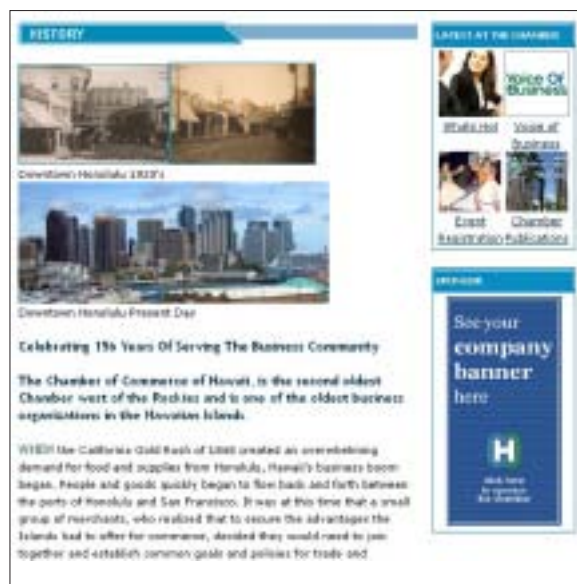 HISTORY
Downtown Honolulu 1920's
Downtown Honolulu Present Day
Celebrating 156 Years Of Serving The Business Community
The Chamber of Commerce of Hawaii, is the second oldest
Chamber west of the Rockies and is one of the oldest business
organizations in the Hawaiian Islands
WHEN the California Gold Rush of 1848 created an overwhelming
demand for food and supplies from Honolulu, Hawaii's business boom
began. People and goods quickly began to flow back and forth between
the ports of Honolulu and San Francisco. It was at this time that a small
group of merchants, who realized that to secure the advantages the
Islands had to offer for commerce, decided they would need to join
together and establish common goals and policies for trade and
LATEST AT THE CHAMBER
Voice Of
Business
What's Hot
Voice of
Business
Event
Registration
Chamber
Publications
SPONSOR
See your
company
banner
here
H
click here
to sponsor
the chamber